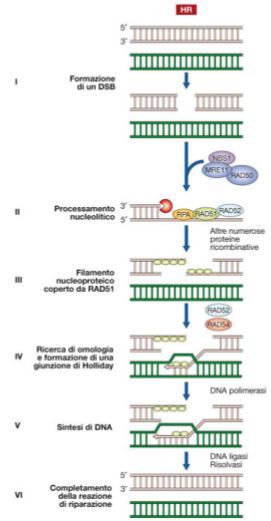 HR
5'
3'
I
Formazione
di un DSB
NBS1
MRE11
RAD50
II
Processamento
nucleolitico
3'
5'
RPA
RAD51
RAD52
Altre numerose
proteine
ricombinative
III
Filamento
nucleoproteico
coperto da RAD51
RAD52
RAD54
IV
Ricerca di omologia
e formazione di una
giunzione di Holliday
DNA polimerasi
V
Sintesi di DNA
DNA ligasi
Risolvasi
VI
Completamento
della reazione
di riparazione
5'
3'